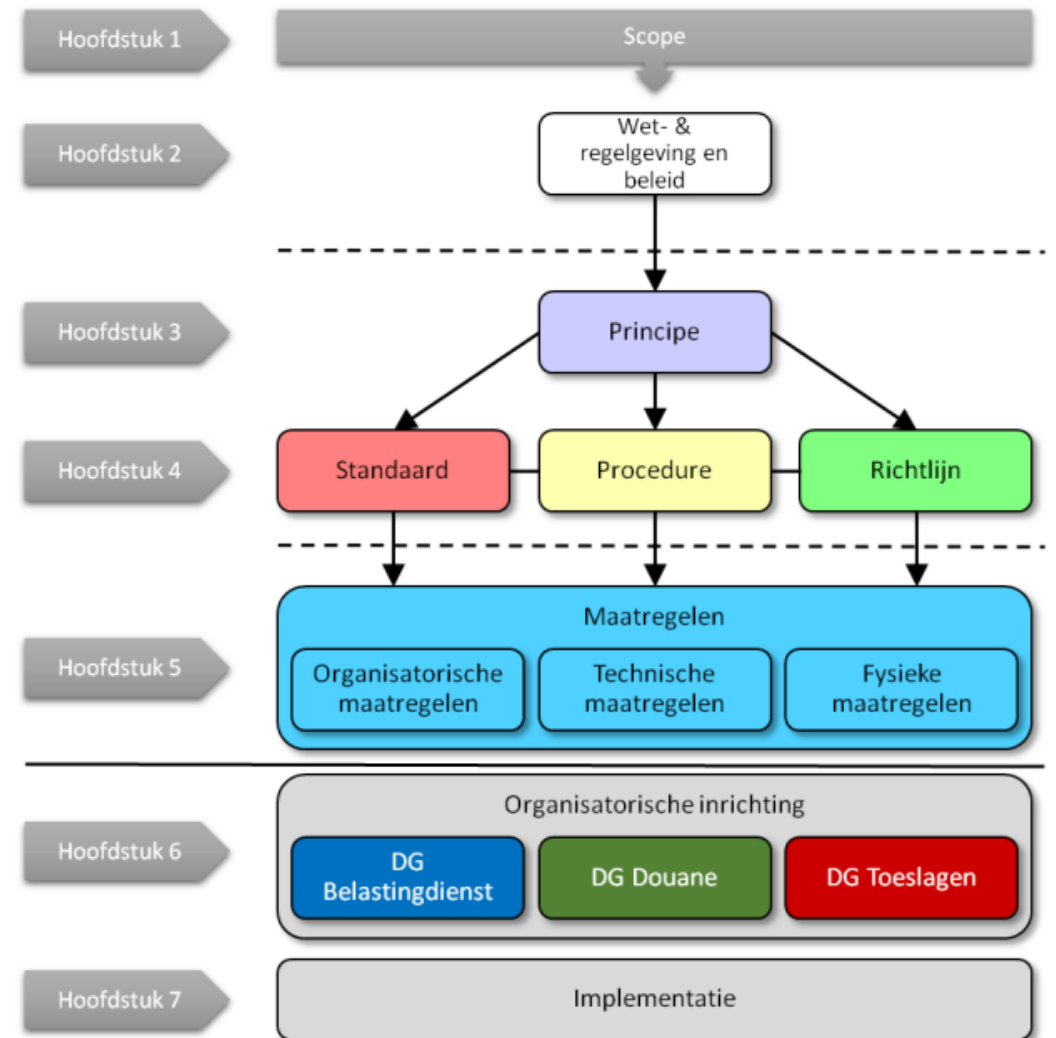 Hoofdstuk 1
Scope
Hoofdstuk 2
Wet- &
regelgeving en
beleid
Hoofdstuk 3
Principe
Hoofdstuk 4
Standaard
Procedure
Richtlijn
Hoofdstuk 5
Maatregelen
Organisatorische
maatregelen
Technische
maatregelen
Fysieke
maatregelen
Hoofdstuk 6
Organisatorische inrichting
DG
Belastingdienst
DG Douane
DG Toeslagen
Hoofdstuk 7
Implementatie